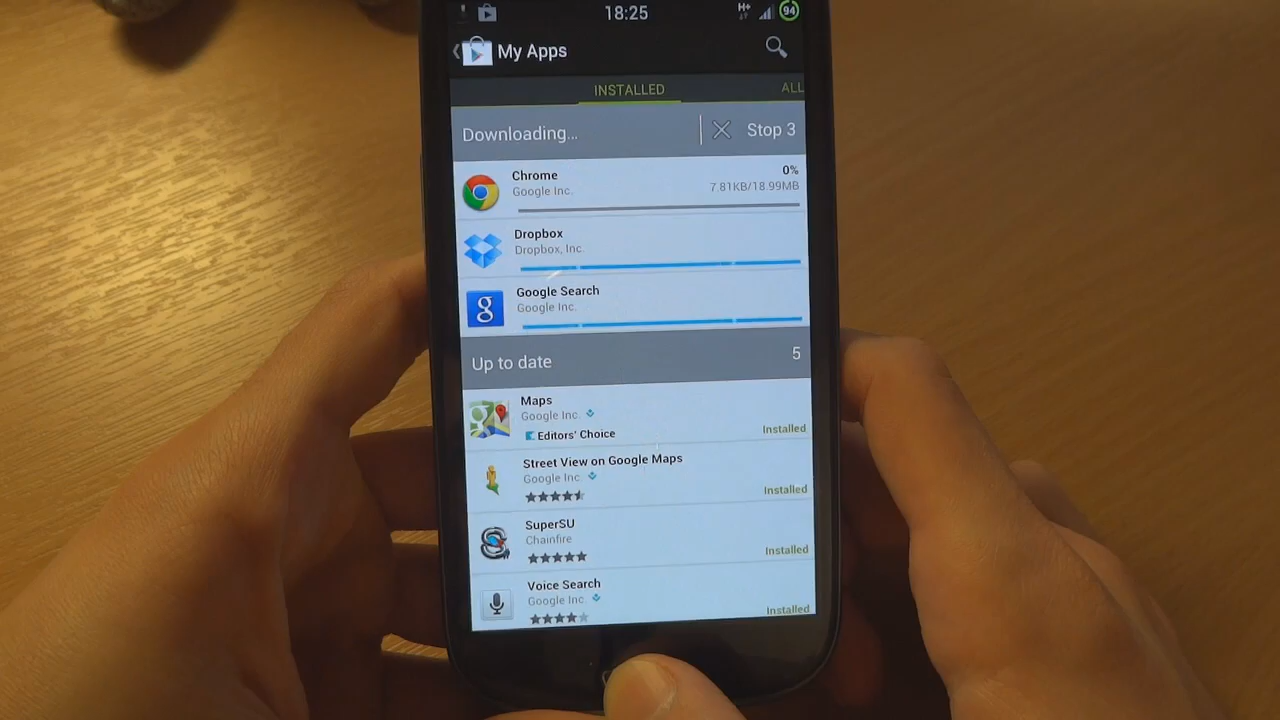 18:25 H+ 94
My Apps
INSTALLED ALL
Downloading... Stop 3
Chrome 0%
Google Inc. 7.81KB/18.99MB
Dropbox
Dropbox, Inc.
Google Search
g Google Inc.
Up to date 5
Maps
Google Inc.
Editors' Choice Installed
Street View on Google Maps
Google Inc.
Installed
SuperSU
Chainfire
Installed
Voice Search
Google Inc.
Installed